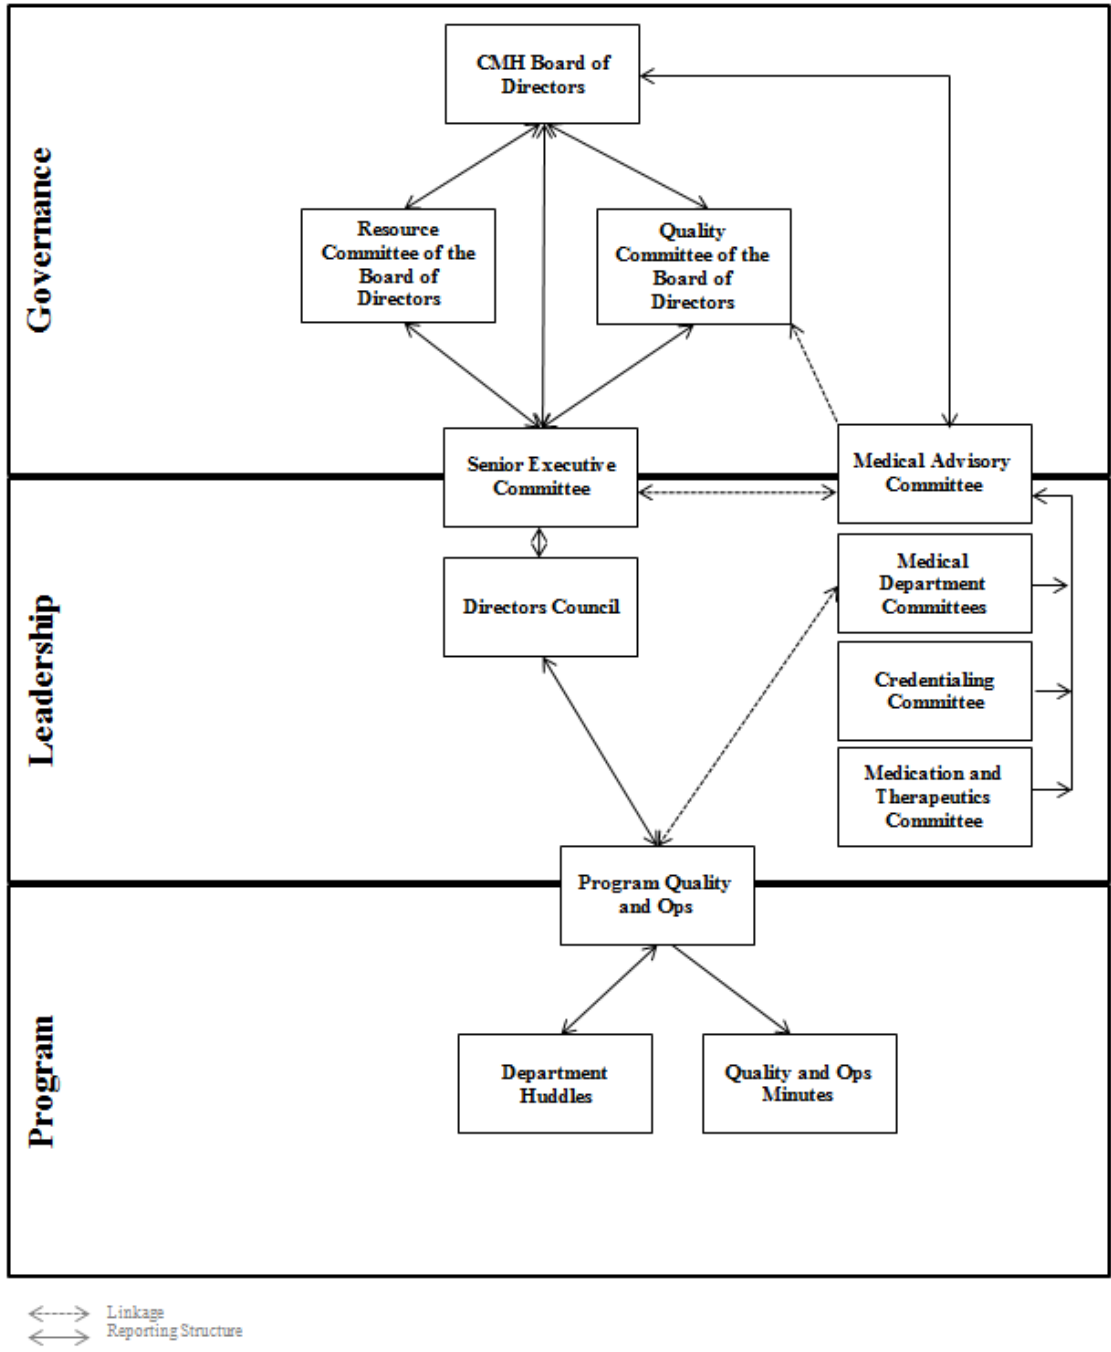 Governance
CMH Board of
Directors
Resource
Committee of the
Board of
Directors
Quality
Committee of the
Board of
Directors
Senior Executive
Committee
Medical Advisory
Committee
Leadership
Directors Council
Medical
Department
Committees
Credentialing
Committee
Medication and
Therapeutics
Committee
Program Quality
and Ops
Program
Department
Huddles
Quality and Ops
Minutes
Linkage
Reporting Structure